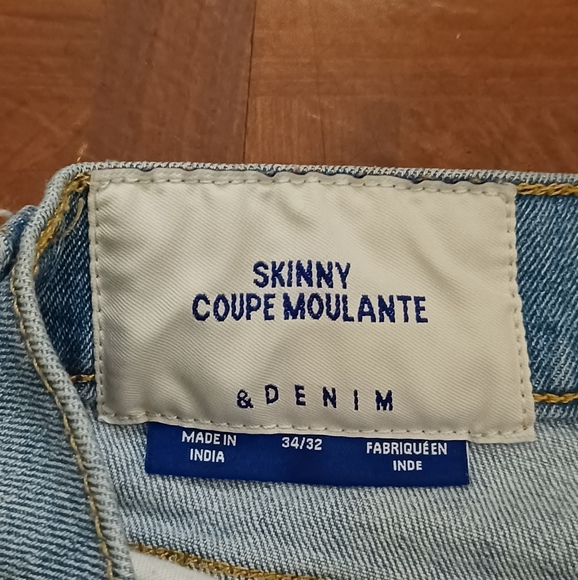 SKINNY
COUPE MOULANTE
& DENIM
MADE IN
INDIA
34/32
FABRIQUÉ EN
INDE